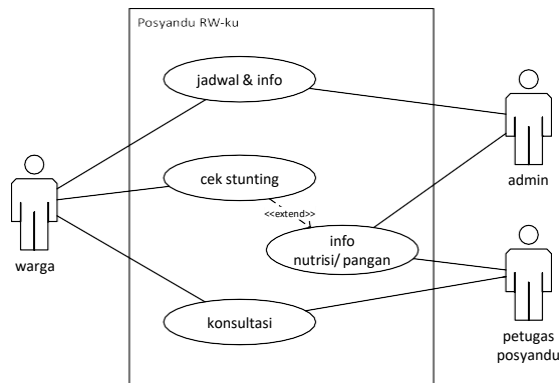 Posyandu RW-ku
jadwal & info
cek stunting
<<extend>>
info
nutrisi/ pangan
konsultasi
warga
admin
petugas
posyandu